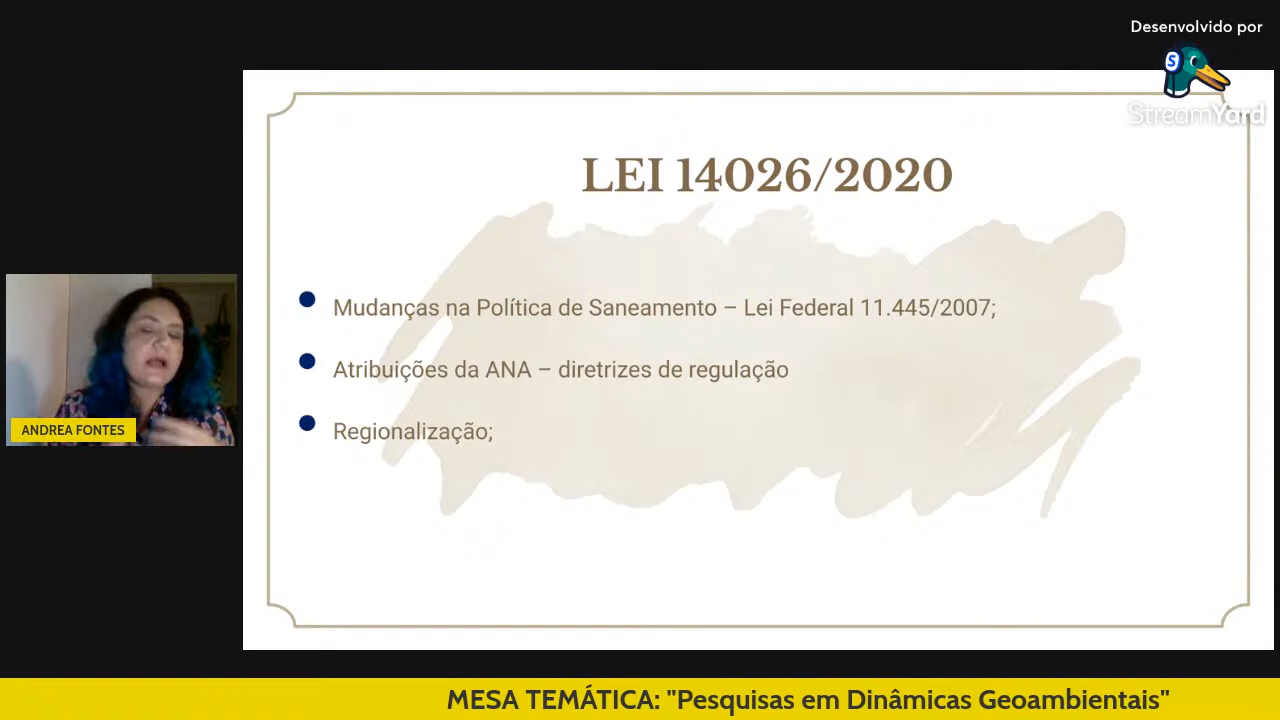 Desenvolvido por
S
StreamYard
LEI 14026/2020
Mudanças na Política de Saneamento – Lei Federal 11.445/2007;
Atribuições da ANA – diretrizes de regulação
Regionalização;
ANDREA FONTES
MESA TEMÁTICA: "Pesquisas em Dinâmicas Geoambientais"